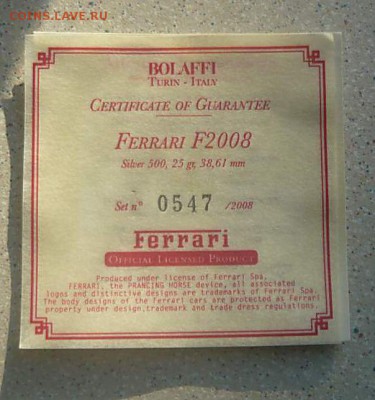 COINS.LAVE.RU
BOLAFFI
TURIN - ITALY
CERTIFICATE OF GUARANTEE
FERRARI F2008
Silver 500, 25 gr, 38,61 mm
Set n° 0547 /2008
Ferrari
OFFICIAL LICENSED PRODUCT
Produced under license of Ferrari Spa.
FERRARI, the PRANCING HORSE device, all associated
logos and distinctive designs are trademarks of Ferrari Spa.
The body designs of the Ferrari cars are protected as Ferrari
property under design, trademark and trade dress regulations.